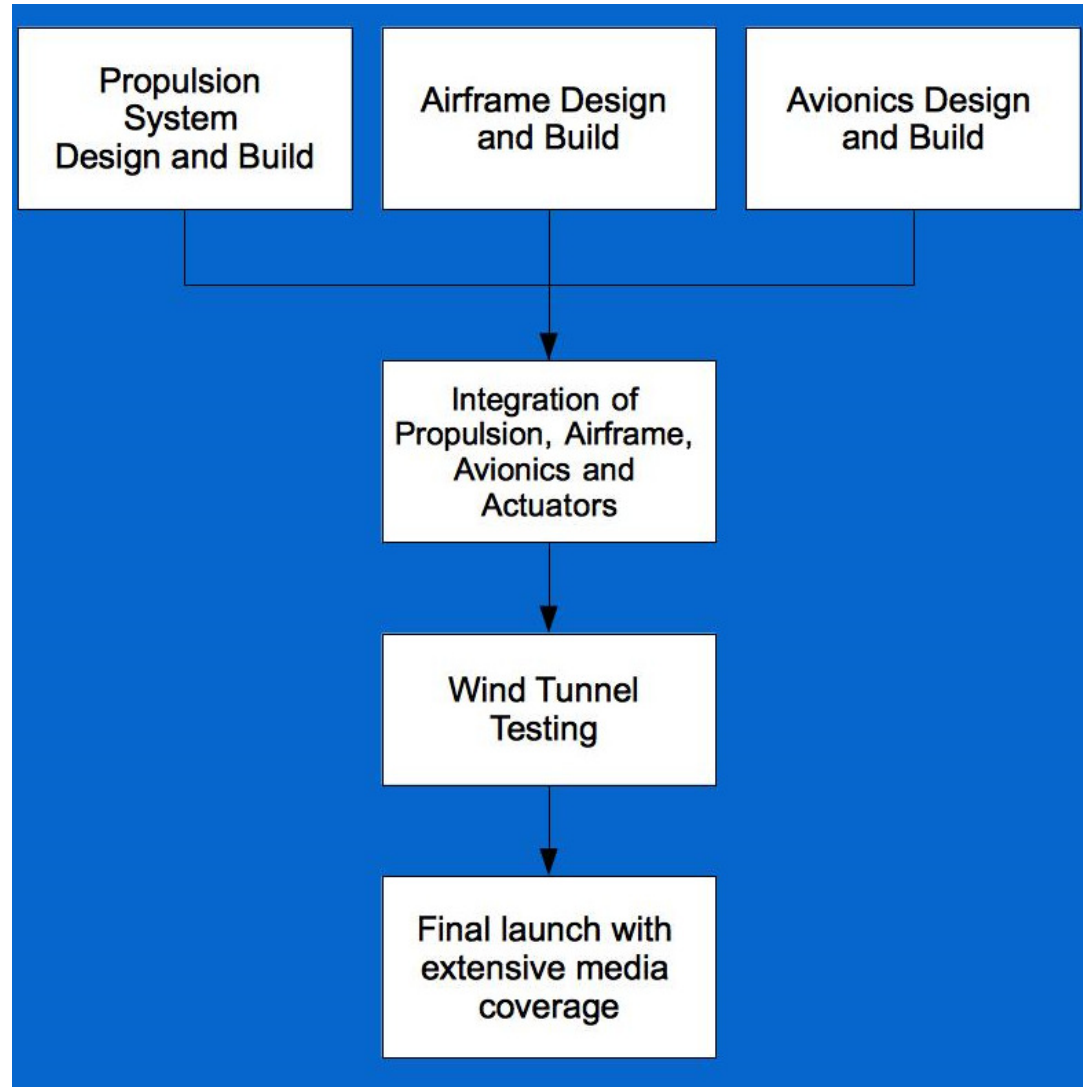 Propulsion
System
Design and Build
Airframe Design
and Build
Avionics Design
and Build
Integration of
Propulsion, Airframe,
Avionics and
Actuators
Wind Tunnel
Testing
Final launch with
extensive media
coverage